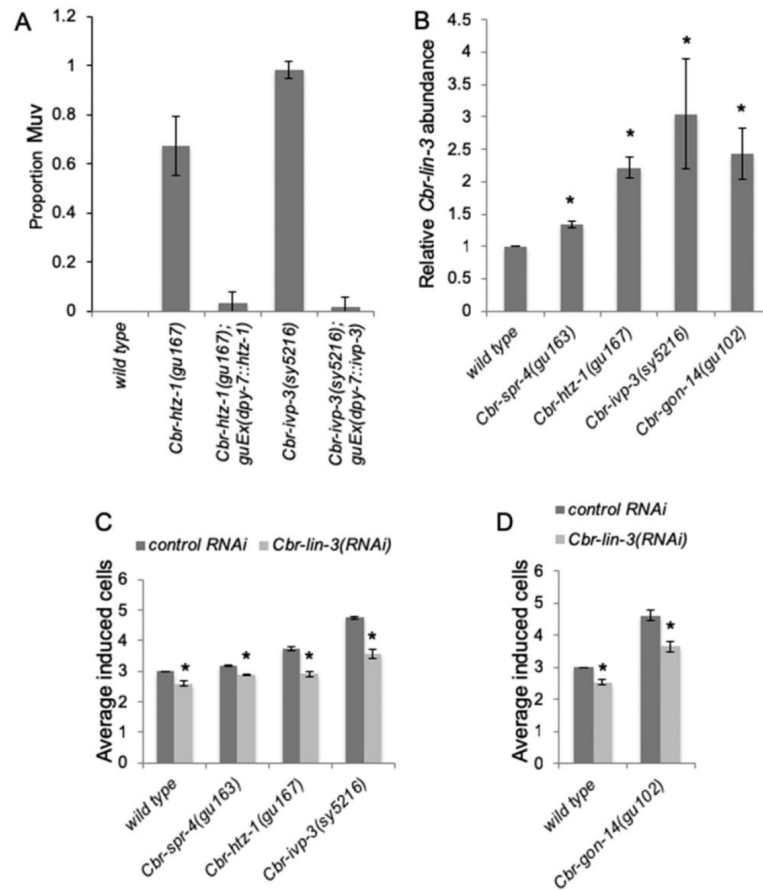 A
Proportion Muv
1.2
1
0.8
0.6
0.4
0.2
0
wild type
Cbr-htz-1(gu167)
Cbr-htz-1(gu167);
guEx(dpy-7::htz-1)
Cbr-ivp-3(sy5216)
Cbr-ivp-3(sy5216);
guEx(dpy-7::ivp-3)
B
Relative Cbr-lin-3 abundance
4.5
4
3.5
3
2.5
2
1.5
1
0.5
0
*
*
*
*
wild type
Cbr-spr-4(gu163)
Cbr-htz-1(gu167)
Cbr-ivp-3(sy5216)
Cbr-gon-14(gu102)
C
control RNAi Cbr-lin-3(RNAi)
Average induced cells
6
5
4
3
2
1
0
*
*
*
*
wild type
Cbr-spr-4(gu163)
Cbr-htz-1(gu167)
Cbr-ivp-3(sy5216)
D
control RNAi
Cbr-lin-3(RNAi)
Average induced cells
6
5
4
3
2
1
0
*
*
wild type
Cbr-gon-14(gu102)